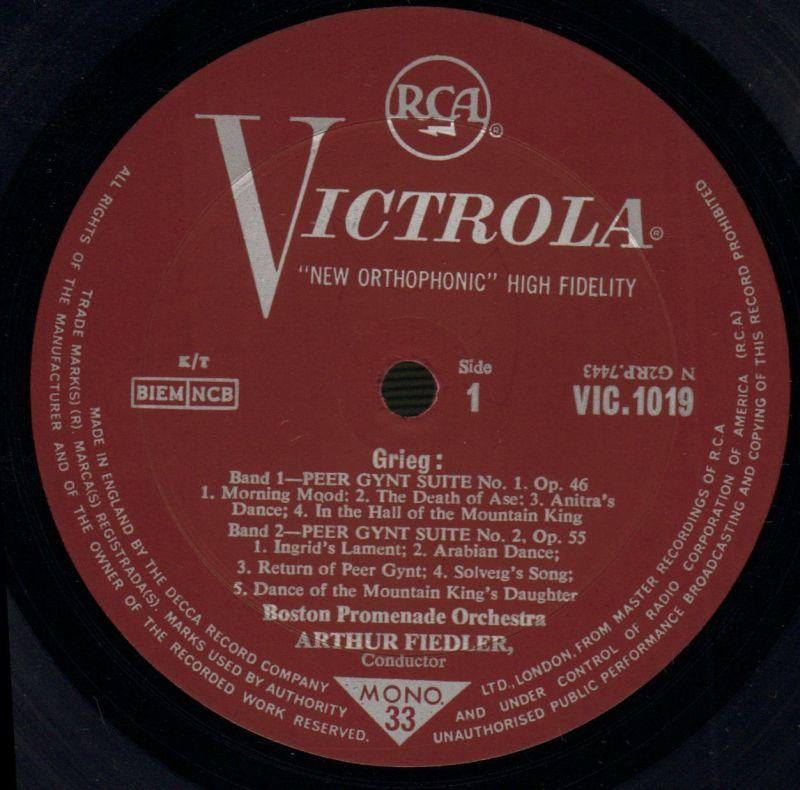 RCA
®
VICTROLA®
"NEW ORTHOPHONIC" HIGH FIDELITY
K/T
BIEM NCB
Side
1
N G2RP.7443
VIC.1019
Grieg:
Band 1—PEER GYNT SUITE No. 1. Op. 46
1. Morning Mood: 2. The Death of Ase: 3. Anitra's
Dance; 4. In the Hall of the Mountain King
Band 2—PEER GYNT SUITE No. 2, Op. 55
1. Ingrid's Lament; 2. Arabian Dance;
3. Return of Peer Gynt; 4. Solveig's Song;
5. Dance of the Mountain King's Daughter
Boston Promenade Orchestra
ARTHUR FIEDLER,
Conductor
MONO.
33
MADE IN ENGLAND BY THE DECCA RECORD COMPANY LTD., LONDON, FROM MASTER RECORDINGS OF R.C.A
TRADE MARK(S) (R). MARCA(S) REGISTRADA(S). MARKS USED BY AUTHORITY AND UNDER CONTROL OF RADIO CORPORATION OF AMERICA (R.C.A)
ALL RIGHTS OF THE MANUFACTURER AND OF THE OWNER OF THE RECORDED WORK RESERVED. UNAUTHORISED PUBLIC PERFORMANCE BROADCASTING AND COPYING OF THIS RECORD PROHIBITED